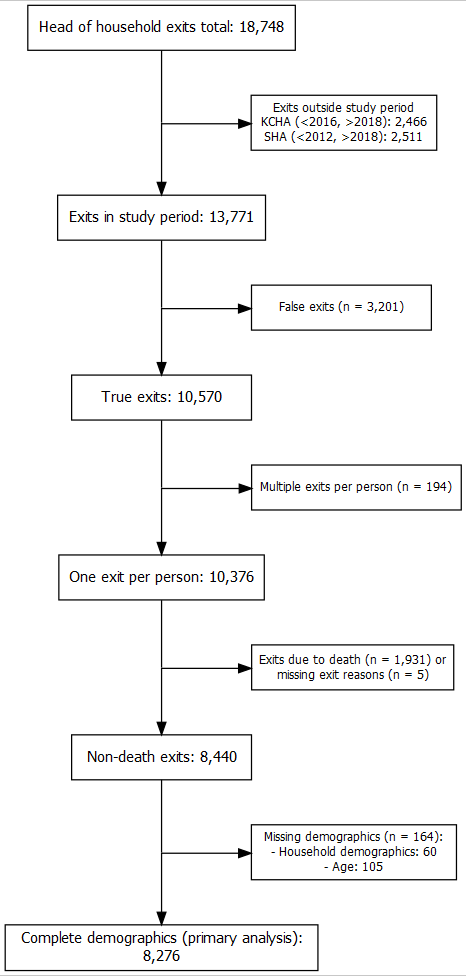 Head of household exits total: 18,748
Exits outside study period
KCHA (<2016, >2018): 2,466
SHA (<2012, >2018): 2,511
Exits in study period: 13,771
False exits (n = 3,201)
True exits: 10,570
Multiple exits per person (n = 194)
One exit per person: 10,376
Exits due to death (n = 1,931) or
missing exit reasons (n = 5)
Non-death exits: 8,440
Missing demographics (n = 164):
- Household demographics: 60
- Age: 105
Complete demographics (primary analysis):
8,276